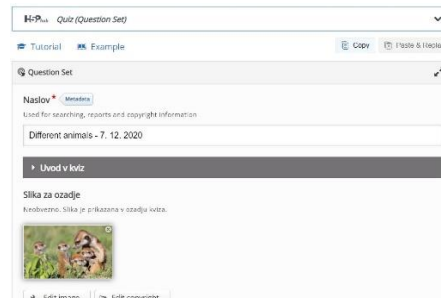 H5P Quiz (Question Set)
Tutorial Example Copy Paste & Repla
Question Set
Naslov * Metadata
Used for searching, reports and copyright information
Different animals - 7. 12. 2020
Uvod v kviz
Slika za ozadje
Neobvezno. Slika je prikazana v ozadju kviza.
Edit image Edit copyright